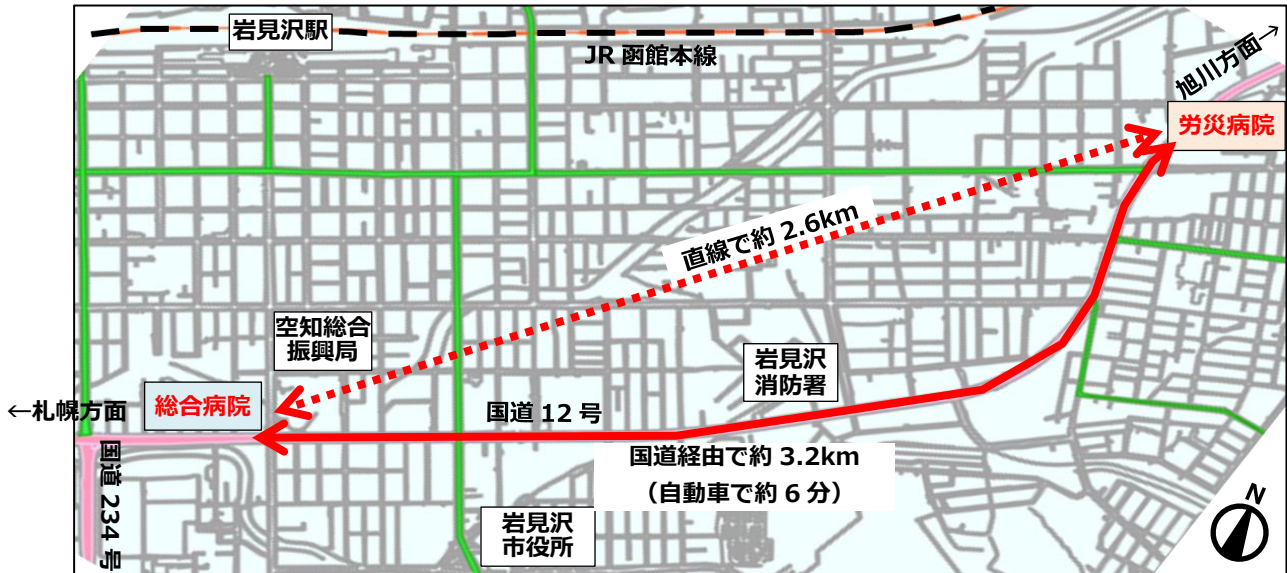 岩見沢駅
JR 函館本線
旭川方面→
労災病院
直線で約 2.6km
空知総合
振興局
岩見沢
消防署
←札幌方面
総合病院
国道 12 号
国道 234 号
国道経由で約 3.2km
(自動車で約 6 分)
岩見沢
市役所
N